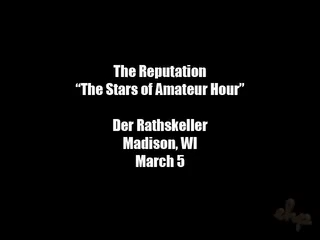 The Reputation
“The Stars of Amateur Hour”
Der Rathskeller
Madison, WI
March 5